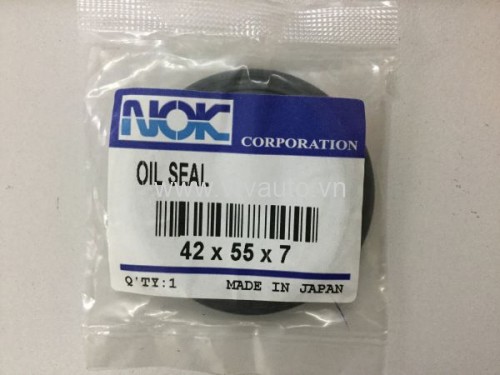 NOK
CORPORATION
OIL SEAL
42 x 55 x 7
Q'TY:1 MADE IN JAPAN